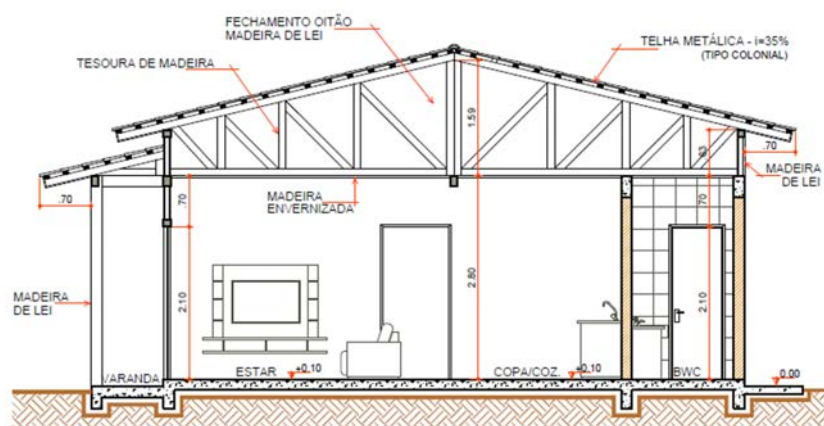 FECHAMENTO OITÃO
MADEIRA DE LEI
TELHA METÁLICA - i=35%
(TIPO COLONIAL)
TESOURA DE MADEIRA
1.59
.63
.70
MADEIRA
DE LEI
.70
.70
MADEIRA
ENVERNIZADA
.70
2.80
2.10
2.10
MADEIRA
DE LEI
VARANDA
ESTAR
+0,10
COPA/COZ.
+0,10
BWC
0.00